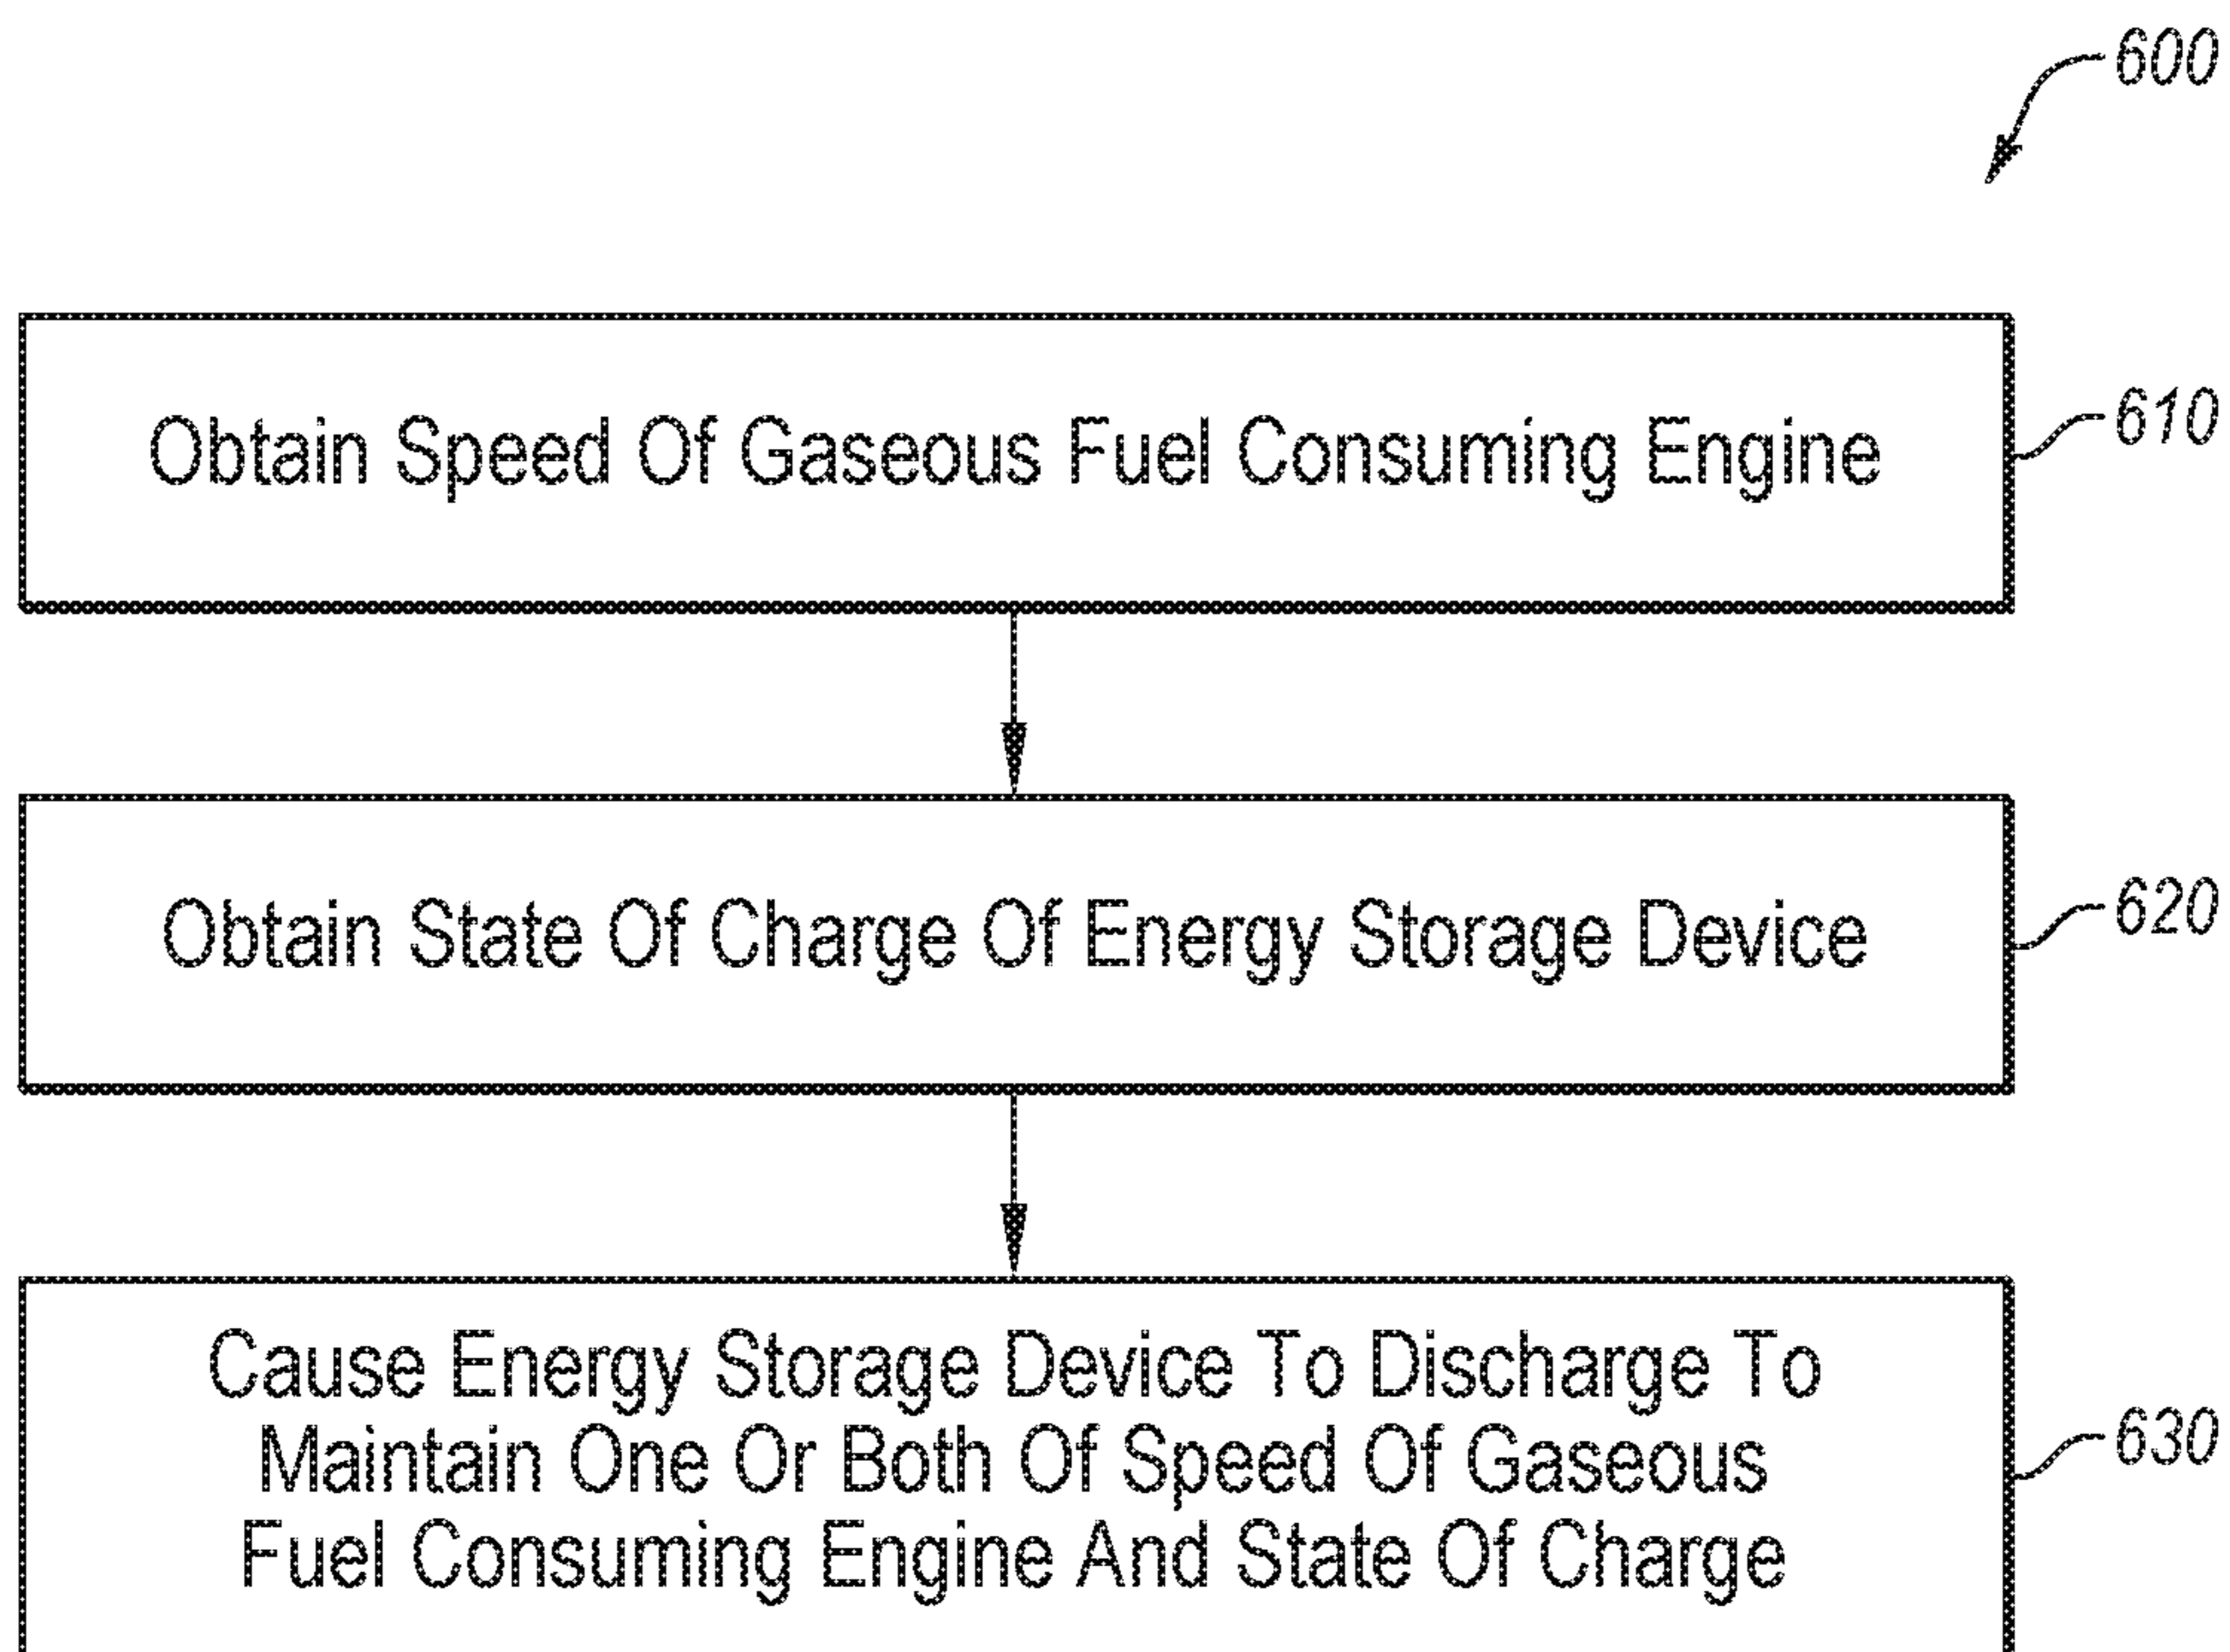 600
Obtain Speed Of Gaseous Fuel Consuming Engine
610
Obtain State Of Charge Of Energy Storage Device
620
Cause Energy Storage Device To Discharge To
Maintain One Or Both Of Speed Of Gaseous
Fuel Consuming Engine And State Of Charge
630